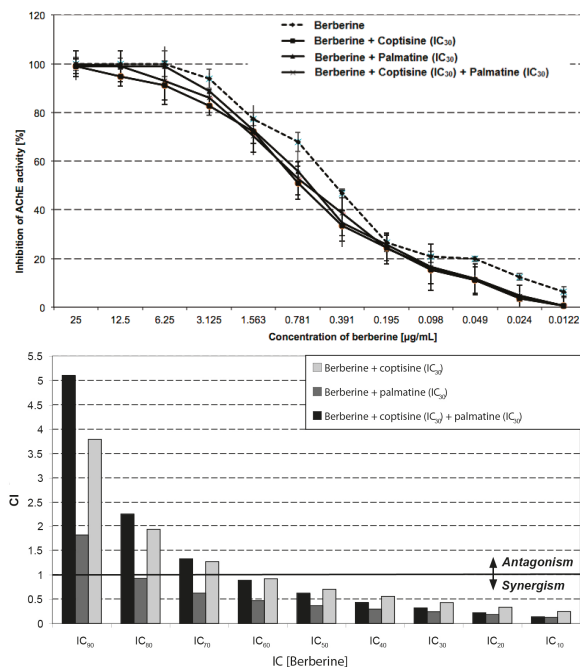 120
100
80
60
40
20
0
Inhibition of AChE activity [%]
Berberine
Berberine + Coptisine (IC30)
Berberine + Palmatine (IC30)
Berberine + Coptisine (IC30) + Palmatine (IC30)
25 12.5 6.25 3.125 1.563 0.781 0.391 0.195 0.098 0.049 0.024 0.0122
Concentration of berberine [µg/mL]
5.5
5
4.5
4
3.5
3
2.5
2
1.5
1
0.5
0
CI
Berberine + coptisine (IC30)
Berberine + palmatine (IC30)
Berberine + coptisine (IC30) + palmatine (IC30)
Antagonism
Synergism
IC90 IC80 IC70 IC60 IC50 IC40 IC30 IC20 IC10
IC [Berberine]